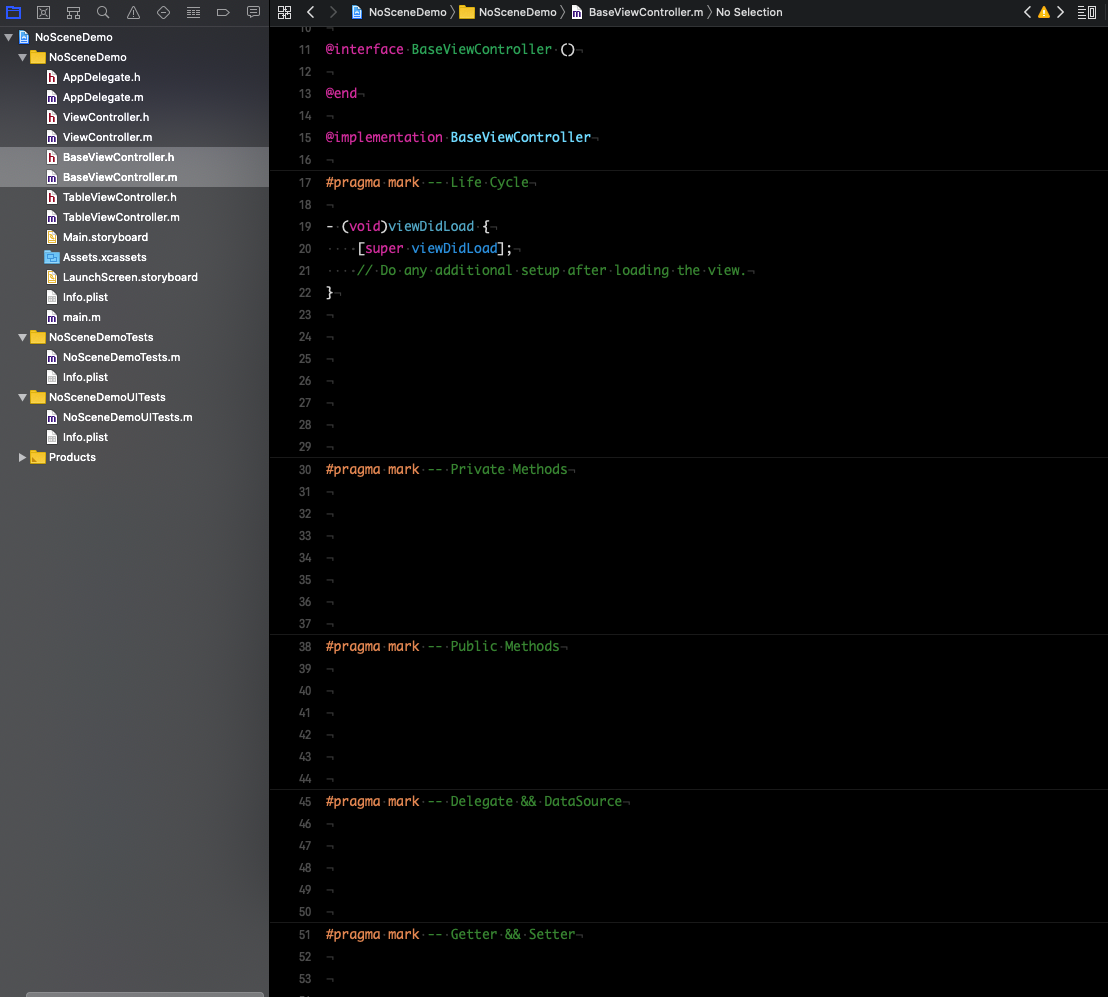 NoSceneDemo
NoSceneDemo
AppDelegate.h
AppDelegate.m
ViewController.h
ViewController.m
BaseViewController.h
BaseViewController.m
TableViewController.h
TableViewController.m
Main.storyboard
Assets.xcassets
LaunchScreen.storyboard
Info.plist
main.m
NoSceneDemoTests
NoSceneDemoTests.m
Info.plist
NoSceneDemoUITests
NoSceneDemoUITests.m
Info.plist
Products
NoSceneDemo 〉 NoSceneDemo 〉 BaseViewController.m 〉 No Selection
10 ¬
11 @interface·BaseViewController·()¬
12 ¬
13 @end¬
14 ¬
15 @implementation·BaseViewController¬
16 ¬
17 #pragma·mark·--·Life·Cycle¬
18 ¬
19 -·(void)viewDidLoad·{¬
20 ····[super·viewDidLoad];¬
21 ····//·Do·any·additional·setup·after·loading·the·view.¬
22 }¬
23 ¬
24 ¬
25 ¬
26 ¬
27 ¬
28 ¬
29 ¬
30 #pragma·mark·--·Private·Methods¬
31 ¬
32 ¬
33 ¬
34 ¬
35 ¬
36 ¬
37 ¬
38 #pragma·mark·--·Public·Methods¬
39 ¬
40 ¬
41 ¬
42 ¬
43 ¬
44 ¬
45 #pragma·mark·--·Delegate·&&·DataSource¬
46 ¬
47 ¬
48 ¬
49 ¬
50 ¬
51 #pragma·mark·--·Getter·&&·Setter¬
52 ¬
53 ¬